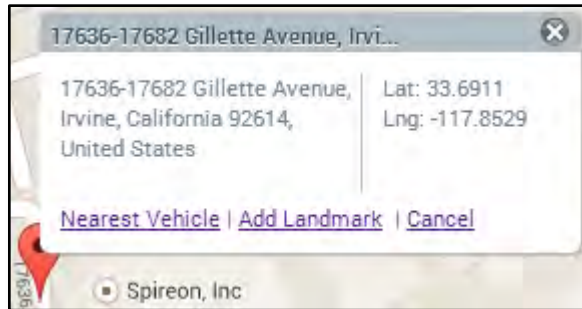 17636-17682 Gillette Avenue, Irvi...
17636-17682 Gillette Avenue,
Irvine, California 92614,
United States
Lat: 33.6911
Lng: -117.8529
Nearest Vehicle | Add Landmark | Cancel
17636
Spireon, Inc